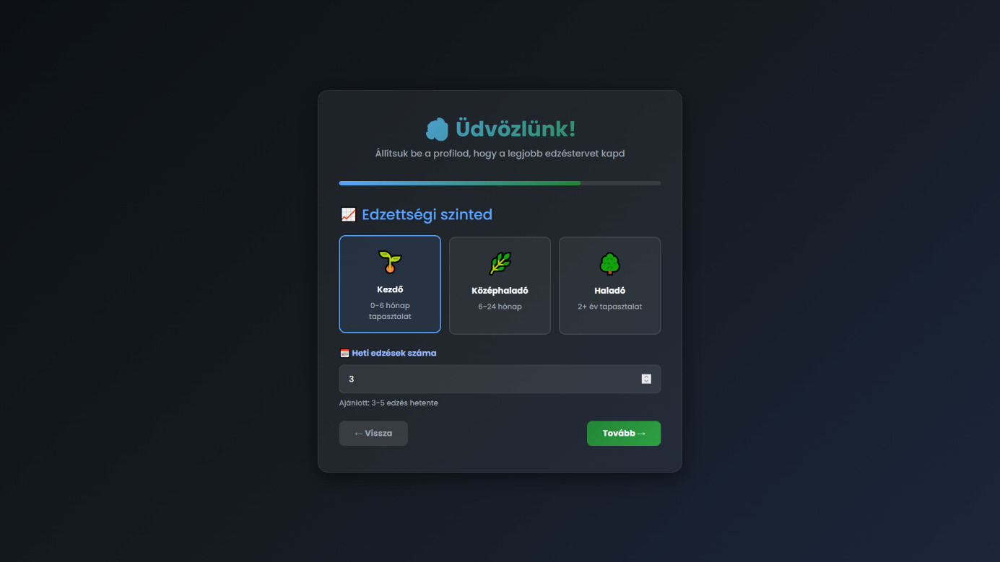 Üdvözlünk!
Állítsuk be a profilod, hogy a legjobb edzéstervet kapd
Edzettségi szinted
Kezdő
0-6 hónap
tapasztalat
Középhaladó
6-24 hónap
Haladó
2+ év tapasztalat
Heti edzések száma
3
Ajánlott: 3-5 edzés hetente
← Vissza
Tovább →